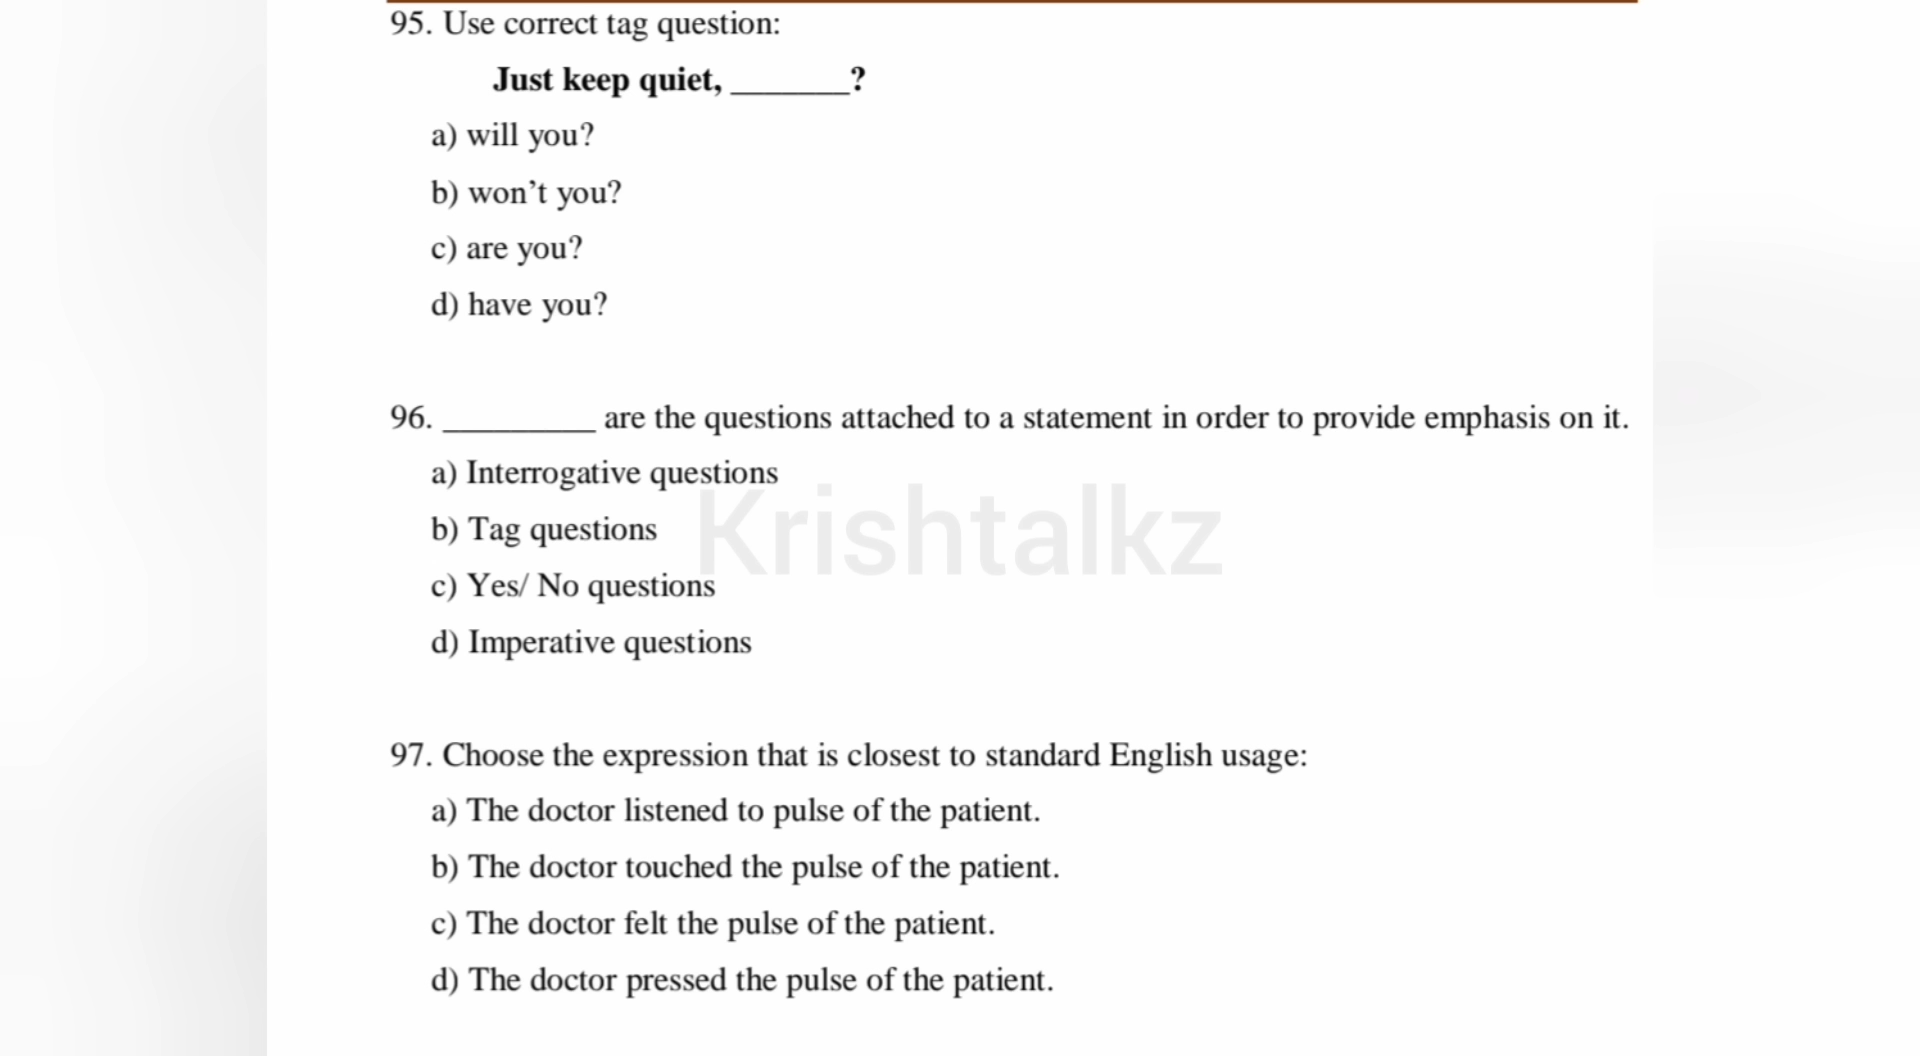 95. Use correct tag question:
Just keep quiet, _______?
a) will you?
b) won’t you?
c) are you?
d) have you?
96. _________ are the questions attached to a statement in order to provide emphasis on it.
a) Interrogative questions
b) Tag questions
Krishtalkz
c) Yes/ No questions
d) Imperative questions
97. Choose the expression that is closest to standard English usage:
a) The doctor listened to pulse of the patient.
b) The doctor touched the pulse of the patient.
c) The doctor felt the pulse of the patient.
d) The doctor pressed the pulse of the patient.